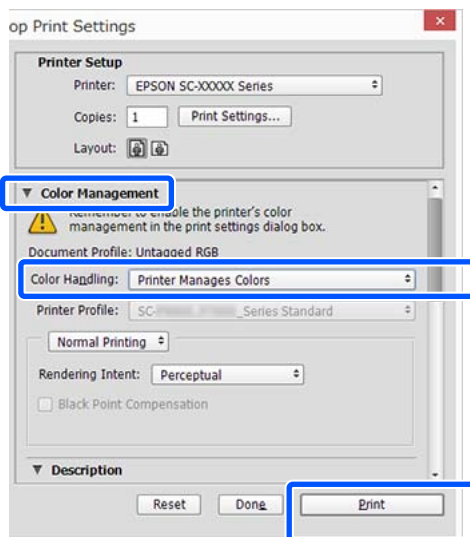 op Print Settings
Printer Setup
Printer: EPSON SC-XXXXX Series
Copies: 1 Print Settings...
Layout:
Color Management
Remember to enable the printer's color
management in the print settings dialog box.
Document Profile: Untagged RGB
Color Handling: Printer Manages Colors
Printer Profile: SC- _Series Standard
Normal Printing
Rendering Intent: Perceptual
Black Point Compensation
Description
Reset Done Print